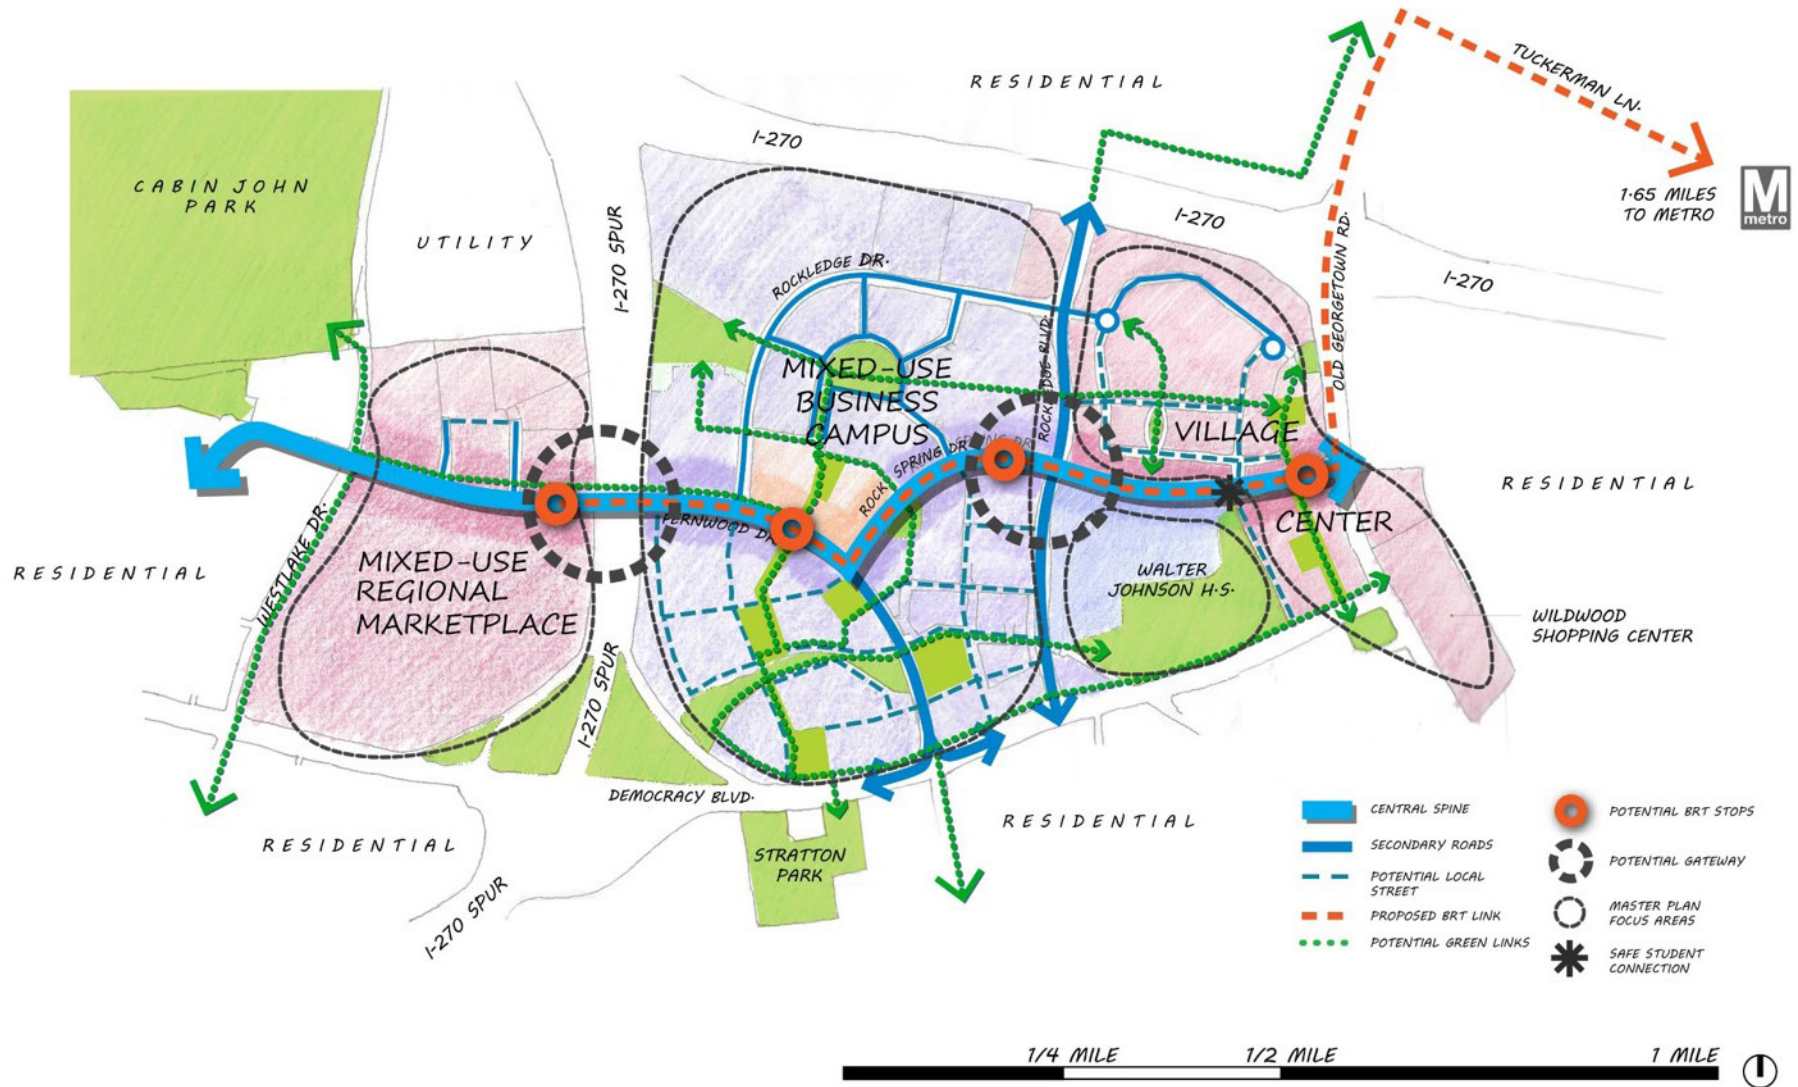 RESIDENTIAL
TUCKERMAN LN.
I-270
CABIN JOHN
PARK
1.65 MILES
TO METRO
M
metro
I-270
UTILITY
I-270 SPUR
OLD GEORGETOWN RD.
ROCKLEDGE DR.
I-270
ROCKLEDGE BLVD.
MIXED-USE
BUSINESS
CAMPUS
VILLAGE
CENTER
ROCK SPRING DR.
SPRING DR.
RESIDENTIAL
FERNWOOD DR.
WESTLAKE DR.
RESIDENTIAL
MIXED-USE
REGIONAL
MARKETPLACE
WALTER
JOHNSON H.S.
WILDWOOD
SHOPPING CENTER
I-270 SPUR
DEMOCRACY BLVD.
RESIDENTIAL
RESIDENTIAL
STRATTON
PARK
I-270 SPUR
CENTRAL SPINE
SECONDARY ROADS
POTENTIAL LOCAL
STREET
PROPOSED BRT LINK
POTENTIAL GREEN LINKS
POTENTIAL BRT STOPS
POTENTIAL GATEWAY
MASTER PLAN
FOCUS AREAS
SAFE STUDENT
CONNECTION
1/4 MILE
1/2 MILE
1 MILE